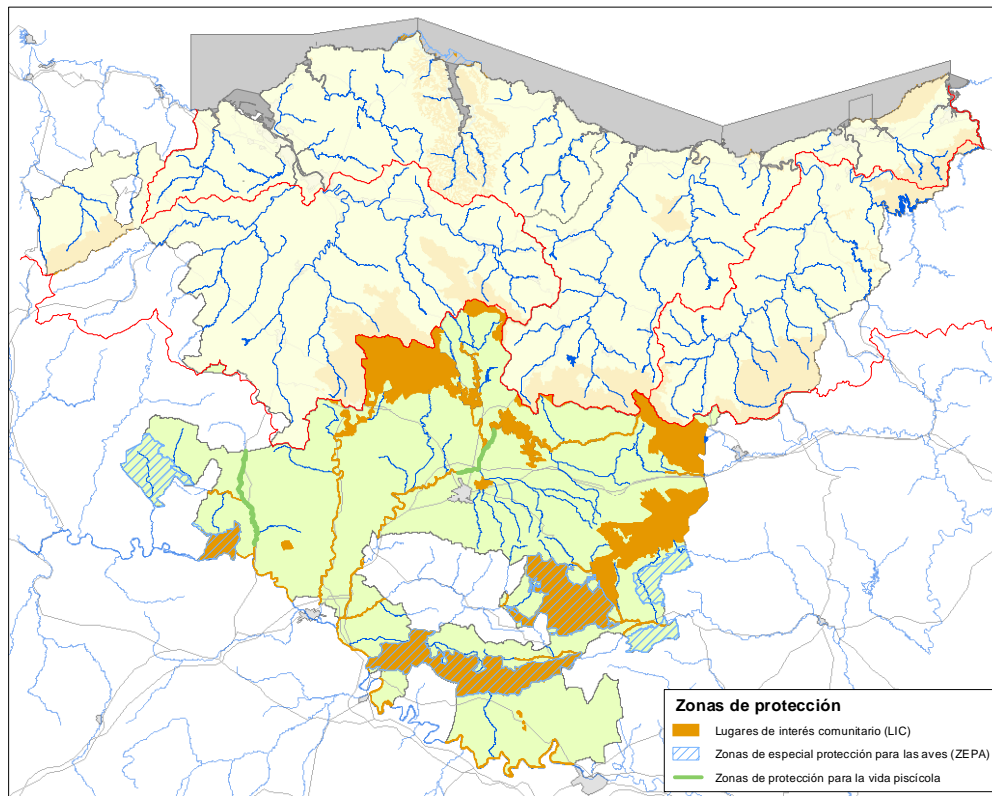 Zonas de protección
Lugares de interés comunitario (LIC)
Zonas de especial protección para las aves (ZEPA)
Zonas de protección para la vida piscícola